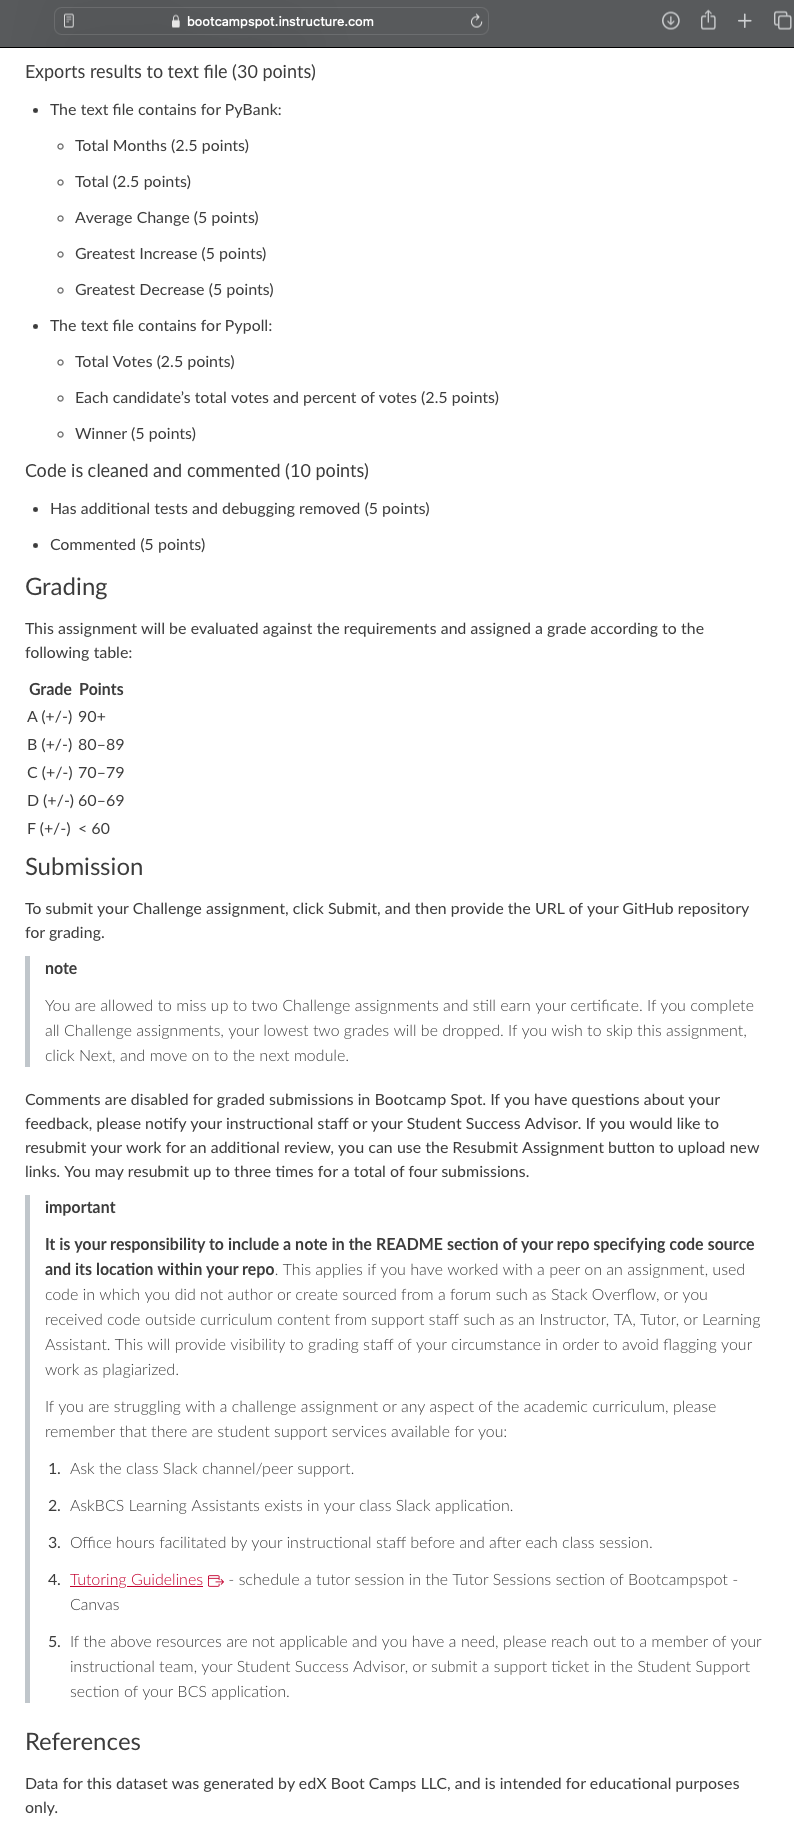 bootcampspot.instructure.com
Exports results to text file (30 points)
• The text file contains for PyBank:
◦ Total Months (2.5 points)
◦ Total (2.5 points)
◦ Average Change (5 points)
◦ Greatest Increase (5 points)
◦ Greatest Decrease (5 points)
• The text file contains for Pypoll:
◦ Total Votes (2.5 points)
◦ Each candidate’s total votes and percent of votes (2.5 points)
◦ Winner (5 points)
Code is cleaned and commented (10 points)
• Has additional tests and debugging removed (5 points)
• Commented (5 points)
Grading
This assignment will be evaluated against the requirements and assigned a grade according to the
following table:
Grade Points
A (+/-) 90+
B (+/-) 80–89
C (+/-) 70–79
D (+/-) 60–69
F (+/-) < 60
Submission
To submit your Challenge assignment, click Submit, and then provide the URL of your GitHub repository
for grading.
note
You are allowed to miss up to two Challenge assignments and still earn your certificate. If you complete
all Challenge assignments, your lowest two grades will be dropped. If you wish to skip this assignment,
click Next, and move on to the next module.
Comments are disabled for graded submissions in Bootcamp Spot. If you have questions about your
feedback, please notify your instructional staff or your Student Success Advisor. If you would like to
resubmit your work for an additional review, you can use the Resubmit Assignment button to upload new
links. You may resubmit up to three times for a total of four submissions.
important
It is your responsibility to include a note in the README section of your repo specifying code source
and its location within your repo. This applies if you have worked with a peer on an assignment, used
code in which you did not author or create sourced from a forum such as Stack Overflow, or you
received code outside curriculum content from support staff such as an Instructor, TA, Tutor, or Learning
Assistant. This will provide visibility to grading staff of your circumstance in order to avoid flagging your
work as plagiarized.
If you are struggling with a challenge assignment or any aspect of the academic curriculum, please
remember that there are student support services available for you:
1. Ask the class Slack channel/peer support.
2. AskBCS Learning Assistants exists in your class Slack application.
3. Office hours facilitated by your instructional staff before and after each class session.
4. Tutoring Guidelines - schedule a tutor session in the Tutor Sessions section of Bootcampspot -
Canvas
5. If the above resources are not applicable and you have a need, please reach out to a member of your
instructional team, your Student Success Advisor, or submit a support ticket in the Student Support
section of your BCS application.
References
Data for this dataset was generated by edX Boot Camps LLC, and is intended for educational purposes
only.